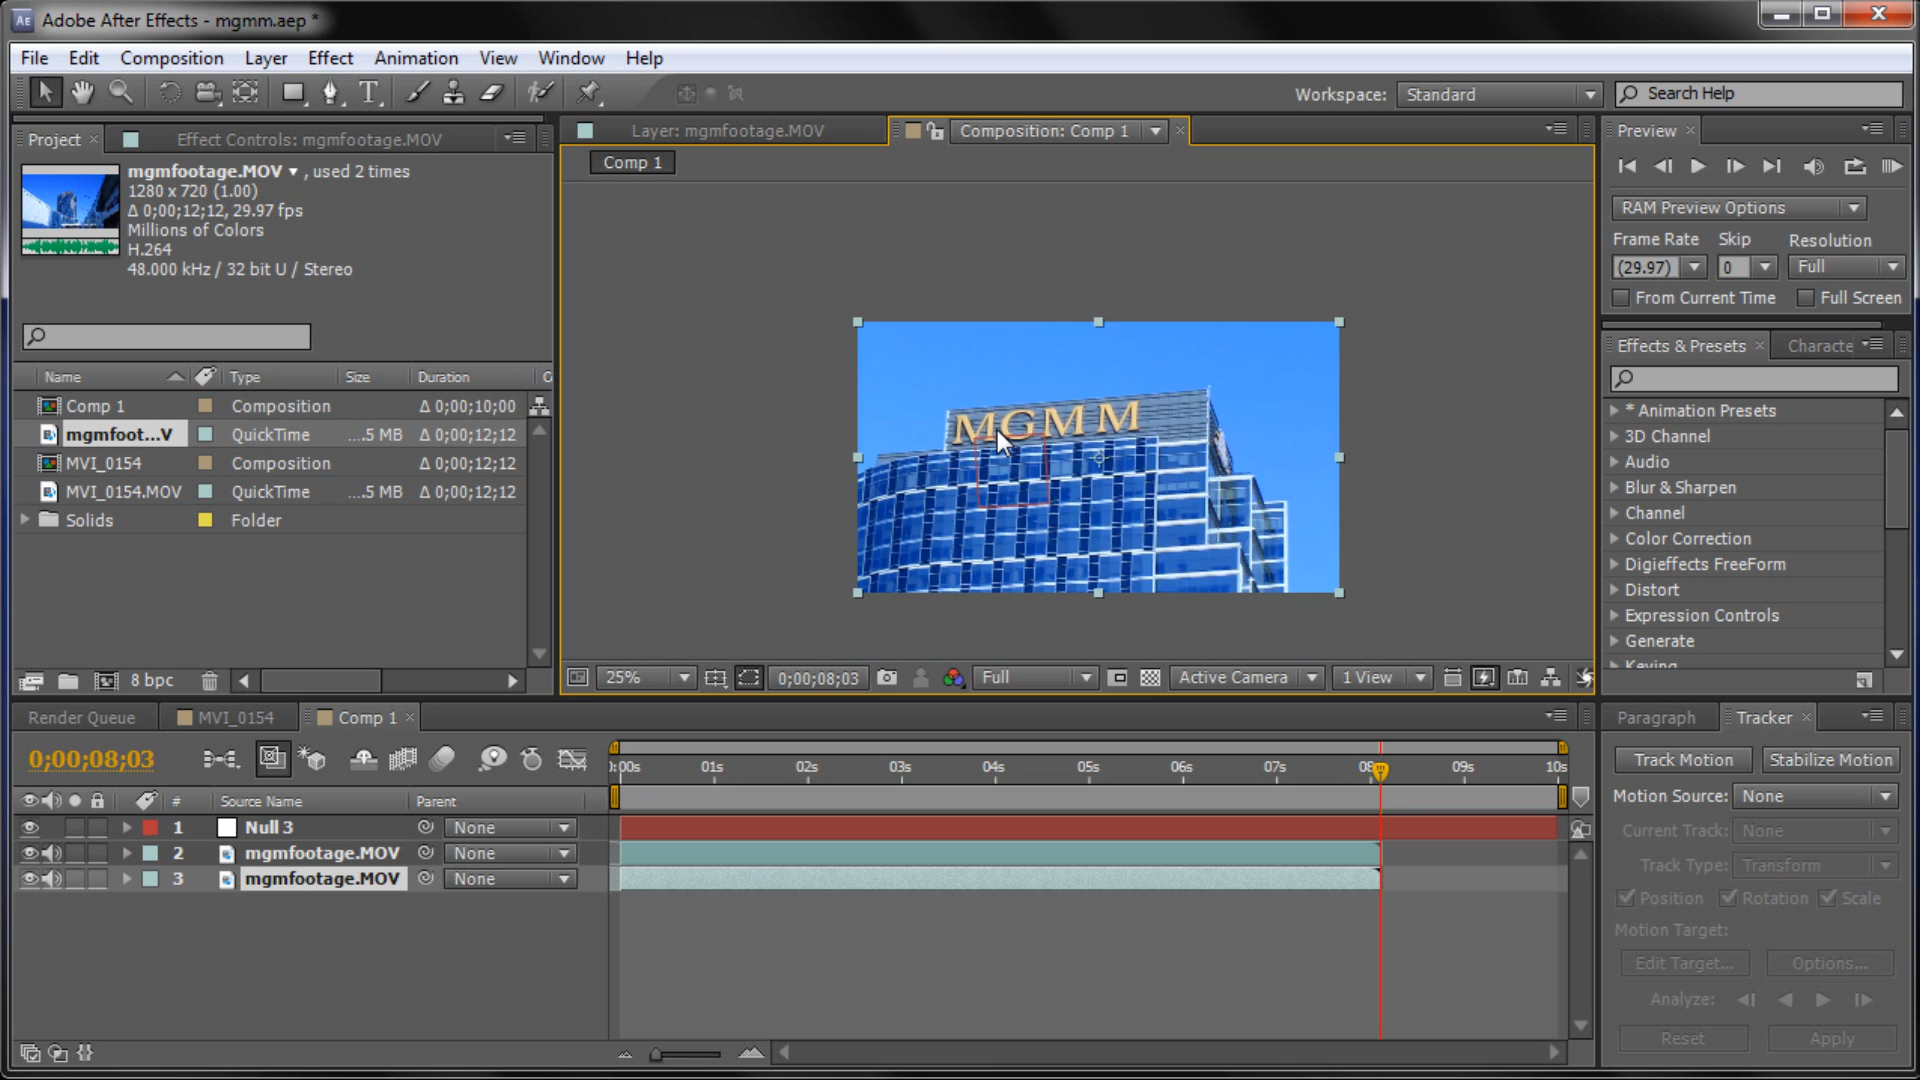 Adobe After Effects - mgmm.aep *
File Edit Composition Layer Effect Animation View Window Help
Workspace: Standard Search Help
Project Effect Controls: mgmfootage.MOV
mgmfootage.MOV , used 2 times
1280 x 720 (1.00)
Δ 0;00;12;12, 29.97 fps
Millions of Colors
H.264
48.000 kHz / 32 bit U / Stereo
Name Type Size Duration
Comp 1 Composition Δ 0;00;10;00
mgmfoot...V QuickTime ....5 MB Δ 0;00;12;12
MVI_0154 Composition Δ 0;00;12;12
MVI_0154.MOV QuickTime ....5 MB Δ 0;00;12;12
Solids Folder
8 bpc
Layer: mgmfootage.MOV Composition: Comp 1
Comp 1
MGMM
25% 0;00;08;03 Full Active Camera 1 View
Preview
RAM Preview Options
Frame Rate Skip Resolution
(29.97) 0 Full
From Current Time Full Screen
Effects & Presets Characte
* Animation Presets
3D Channel
Audio
Blur & Sharpen
Channel
Color Correction
Digieffects FreeForm
Distort
Expression Controls
Generate
Keying
Render Queue MVI_0154 Comp 1
0;00;08;03
# Source Name Parent
1 Null 3 None
2 mgmfootage.MOV None
3 mgmfootage.MOV None
):00s 01s 02s 03s 04s 05s 06s 07s 08 09s 10s
Paragraph Tracker
Track Motion Stabilize Motion
Motion Source: None
Current Track: None
Track Type: Transform
Position Rotation Scale
Motion Target:
Edit Target... Options...
Analyze:
Reset Apply